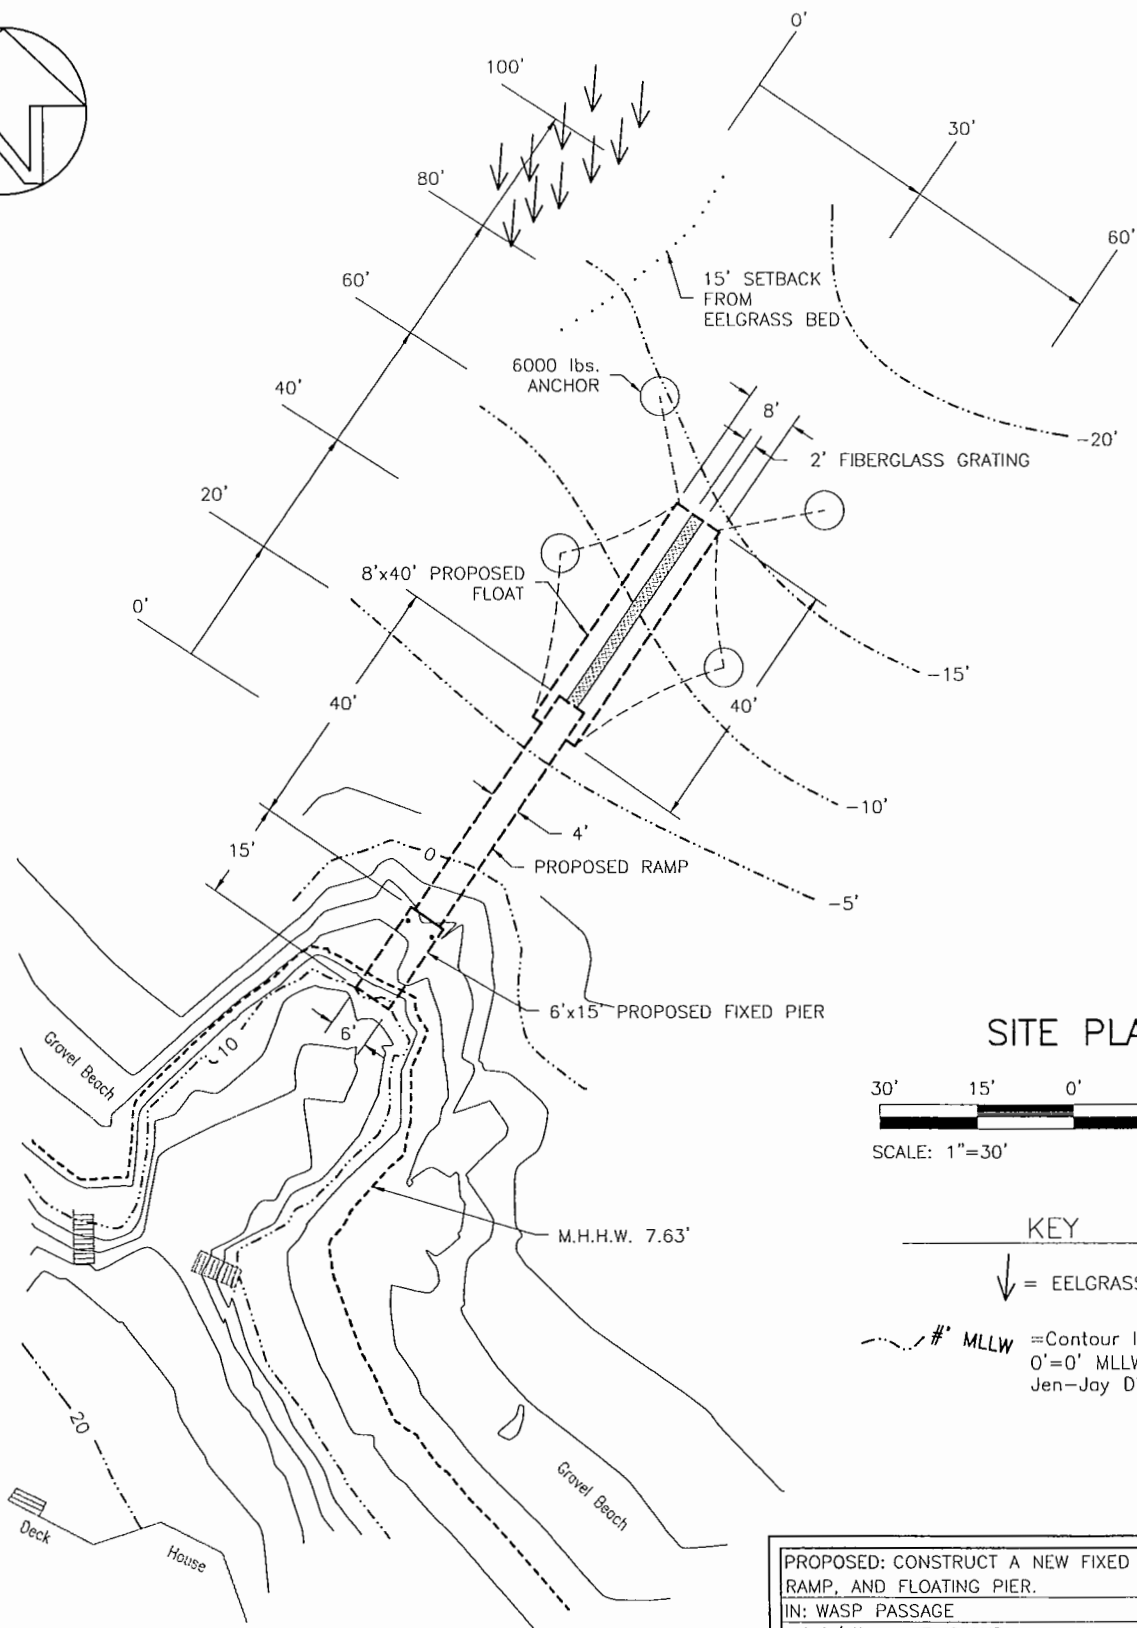 0'
100'
30'
80'
60'
60'
15' SETBACK
FROM
EELGRASS BED
6000 lbs.
ANCHOR
40'
8'
-20'
2' FIBERGLASS GRATING
20'
8'x40' PROPOSED
FLOAT
0'
-15'
40'
40'
-10'
4'
15'
0
PROPOSED RAMP
-5'
6'x15' PROPOSED FIXED PIER
6'
10
Gravel Beach
SITE PLA
30' 15' 0'
SCALE: 1"=30'
M.H.H.W. 7.63'
KEY
= EELGRASS
#' MLLW =Contour l
0'=0' MLLW
Jen-Jay D
20
Gravel Beach
Deck
House
PROPOSED: CONSTRUCT A NEW FIXED
RAMP, AND FLOATING PIER.
IN: WASP PASSAGE